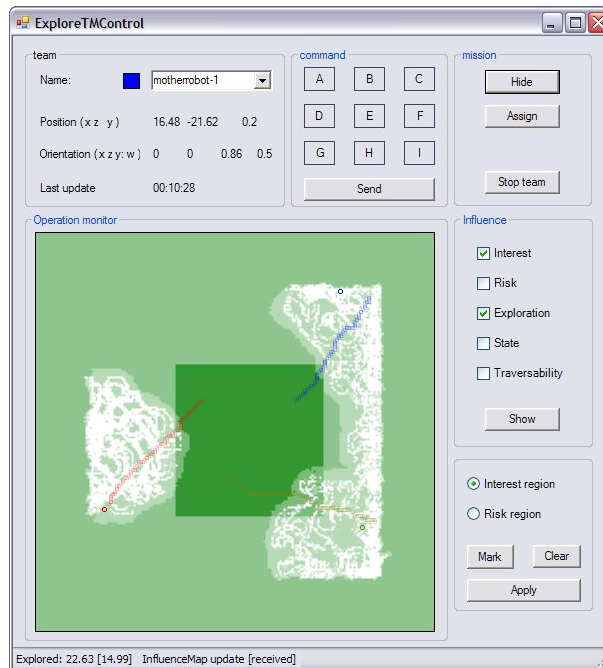 ExploreTMControl
team
Name: motherrobot-1
Position ( x z y ) 16.48 -21.62 0.2
Orientation ( x z y: w ) 0 0 0.86 0.5
Last update 00:10:28
command
A B C
D E F
G H I
Send
mission
Hide
Assign
Stop team
Operation monitor
Influence
Interest
Risk
Exploration
State
Traversability
Show
Interest region
Risk region
Mark Clear
Apply
Explored: 22.63 [14.99] InfluenceMap update [received]